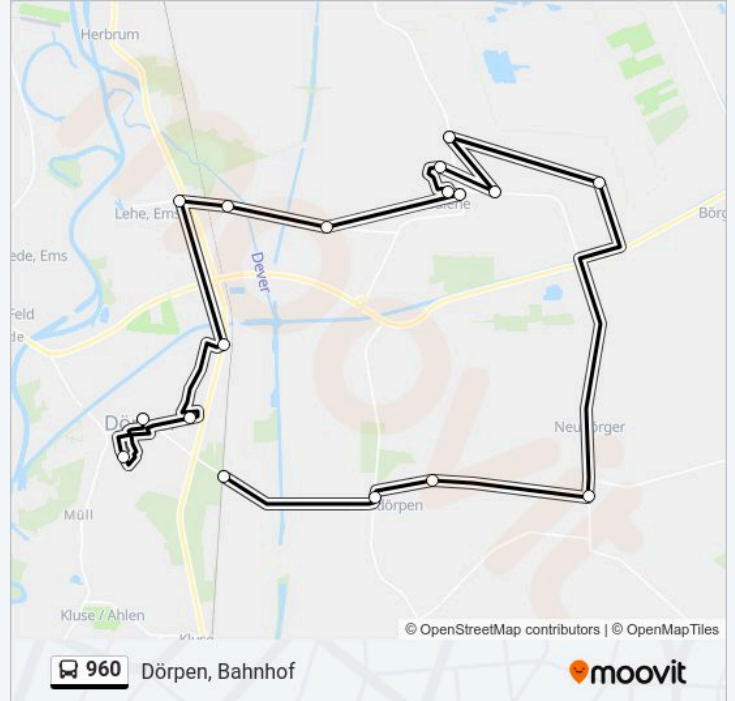 Herbrum
Lehe, Ems
ede, Ems
Dever
Börg
Feld
de
Neubörger
dörpen
Müll
Kluse / Ahlen
Kluse
© OpenStreetMap contributors | © OpenMapTiles
960 Dörpen, Bahnhof
moovit